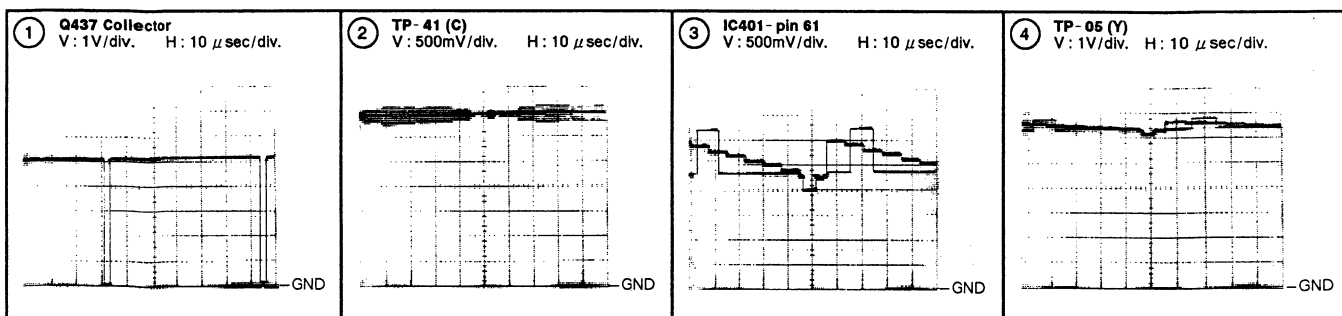 1 Q437 Collector
V : 1V/div. H : 10 μsec/div.
GND
2 TP-41 (C)
V : 500mV/div. H : 10 μsec/div.
GND
3 IC401-pin 61
V : 500mV/div. H : 10 μsec/div.
GND
4 TP-05 (Y)
V : 1V/div. H : 10 μsec/div.
GND